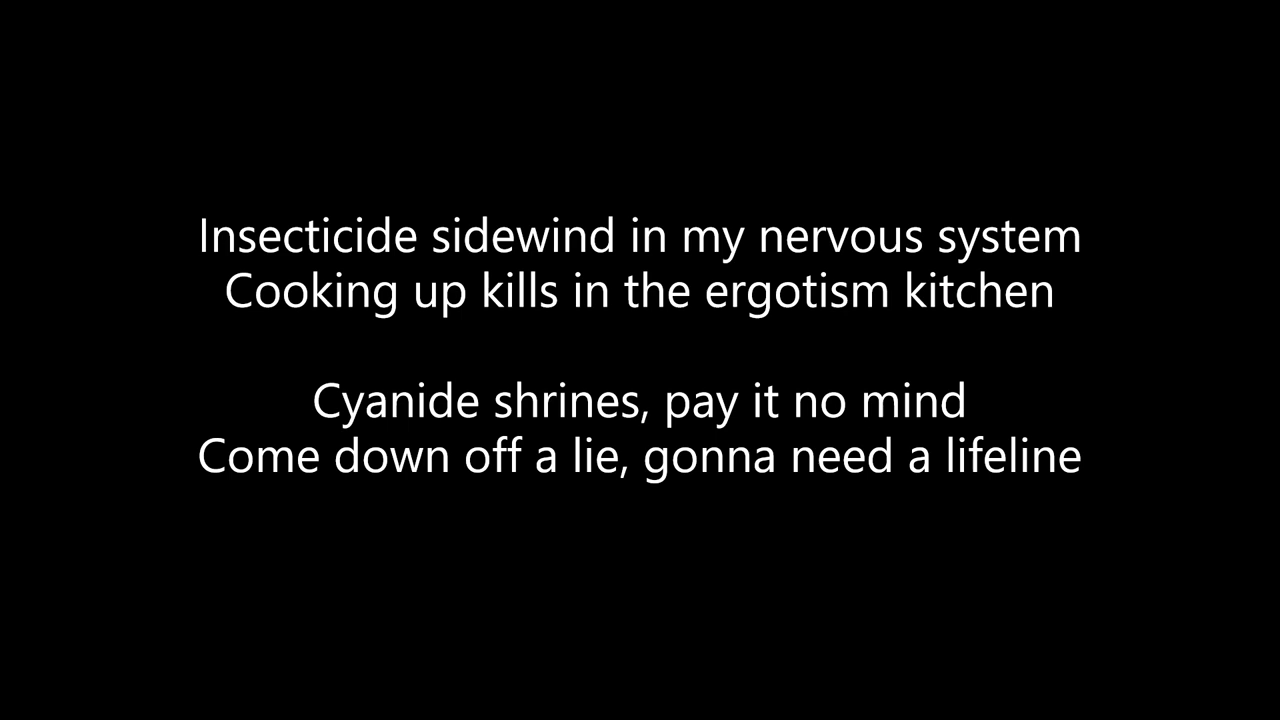 Insecticide sidewind in my nervous system
Cooking up kills in the ergotism kitchen
Cyanide shrines, pay it no mind
Come down off a lie, gonna need a lifeline